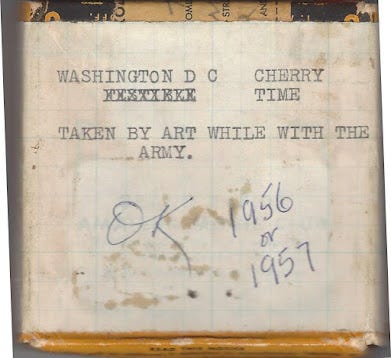 WASHINGTON D C CHERRY
TIME
TAKEN BY ART WHILE WITH THE
ARMY.
OK 1956
or
1957